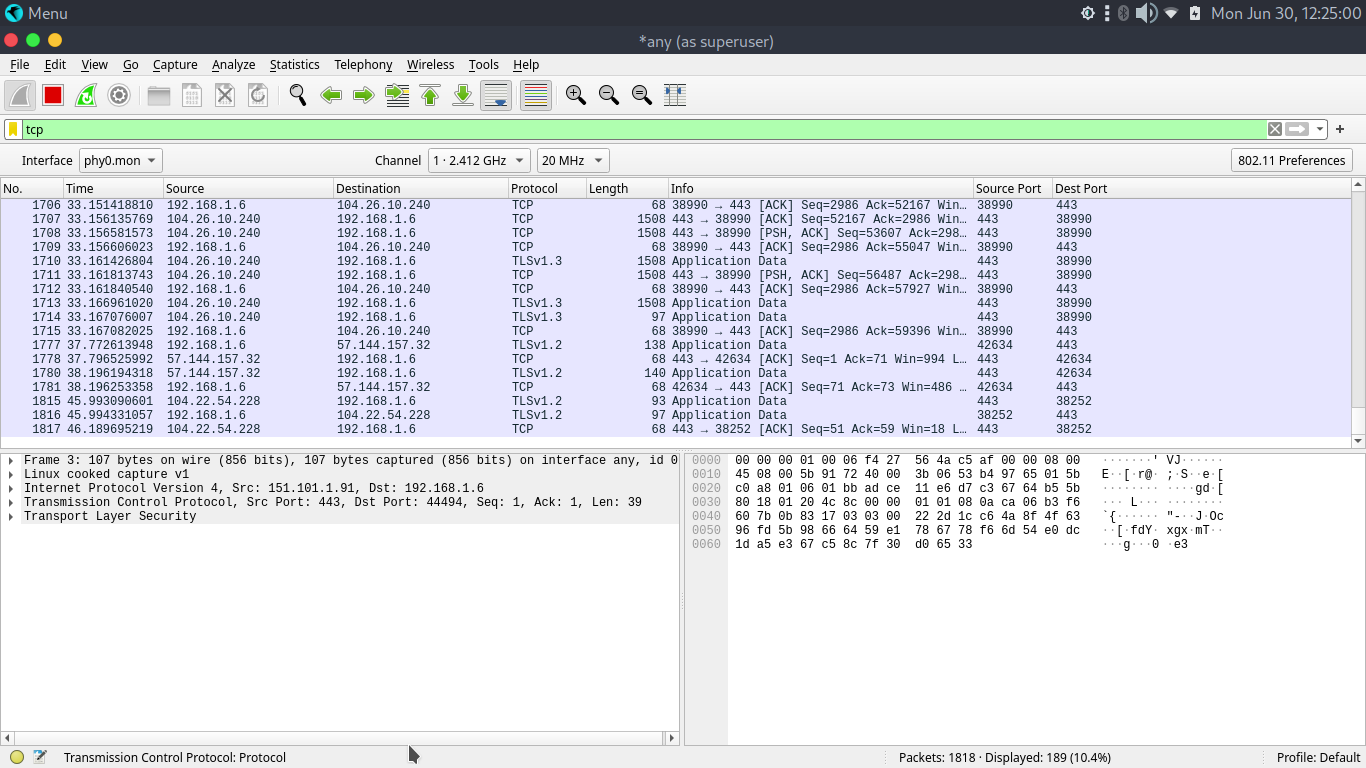 Menu
Mon Jun 30, 12:25:00
*any (as superuser)
File Edit View Go Capture Analyze Statistics Telephony Wireless Tools Help
tcp
Interface phy0.mon Channel 1 · 2.412 GHz 20 MHz 802.11 Preferences
No. Time Source Destination Protocol Length Info Source Port Dest Port
1706 33.151418810 192.168.1.6 104.26.10.240 TCP 68 38990 → 443 [ACK] Seq=2986 Ack=52167 Win… 38990 443
1707 33.156135769 104.26.10.240 192.168.1.6 TCP 1508 443 → 38990 [ACK] Seq=52167 Ack=2986 Win… 443 38990
1708 33.156581573 104.26.10.240 192.168.1.6 TCP 1508 443 → 38990 [PSH, ACK] Seq=53607 Ack=298… 443 38990
1709 33.156606023 192.168.1.6 104.26.10.240 TCP 68 38990 → 443 [ACK] Seq=2986 Ack=55047 Win… 38990 443
1710 33.161426804 104.26.10.240 192.168.1.6 TLSv1.3 1508 Application Data 443 38990
1711 33.161813743 104.26.10.240 192.168.1.6 TCP 1508 443 → 38990 [PSH, ACK] Seq=56487 Ack=298… 443 38990
1712 33.161840540 192.168.1.6 104.26.10.240 TCP 68 38990 → 443 [ACK] Seq=2986 Ack=57927 Win… 38990 443
1713 33.166961020 104.26.10.240 192.168.1.6 TLSv1.3 1508 Application Data 443 38990
1714 33.167076007 104.26.10.240 192.168.1.6 TLSv1.3 97 Application Data 443 38990
1715 33.167082025 192.168.1.6 104.26.10.240 TCP 68 38990 → 443 [ACK] Seq=2986 Ack=59396 Win… 38990 443
1777 37.772613948 192.168.1.6 57.144.157.32 TLSv1.2 138 Application Data 42634 443
1778 37.796525992 57.144.157.32 192.168.1.6 TCP 68 443 → 42634 [ACK] Seq=1 Ack=71 Win=994 L… 443 42634
1780 38.196194318 57.144.157.32 192.168.1.6 TLSv1.2 140 Application Data 443 42634
1781 38.196253358 192.168.1.6 57.144.157.32 TCP 68 42634 → 443 [ACK] Seq=71 Ack=73 Win=486 … 42634 443
1815 45.993090601 104.22.54.228 192.168.1.6 TLSv1.2 93 Application Data 443 38252
1816 45.994331057 192.168.1.6 104.22.54.228 TLSv1.2 97 Application Data 38252 443
1817 46.189695219 104.22.54.228 192.168.1.6 TCP 68 443 → 38252 [ACK] Seq=51 Ack=59 Win=18 L… 443 38252
Frame 3: 107 bytes on wire (856 bits), 107 bytes captured (856 bits) on interface any, id 0
Linux cooked capture v1
Internet Protocol Version 4, Src: 151.101.1.91, Dst: 192.168.1.6
Transmission Control Protocol, Src Port: 443, Dst Port: 44494, Seq: 1, Ack: 1, Len: 39
Transport Layer Security
0000 00 00 00 01 00 06 f4 27 56 4a c5 af 00 00 08 00 ·······' VJ······
0010 45 08 00 5b 91 72 40 00 3b 06 53 b4 97 65 01 5b E··[·r@· ;·S··e·[
0020 c0 a8 01 06 01 bb ad ce 11 e6 d7 c3 67 64 b5 5b ········ ····gd·[
0030 80 18 01 20 4c 8c 00 00 01 01 08 0a ca 06 b3 f6 ··· L··· ········
0040 60 7b 0b 83 17 03 03 00 22 2d 1c c6 4a 8f 4f 63 `{······ "-··J·Oc
0050 96 fd 5b 98 66 64 59 e1 78 67 78 f6 6d 54 e0 dc ··[·fdY· xgx·mT··
0060 1d a5 e3 67 c5 8c 7f 30 d0 65 33 ···g···0 ·e3
Transmission Control Protocol: Protocol
Packets: 1818 · Displayed: 189 (10.4%)
Profile: Default